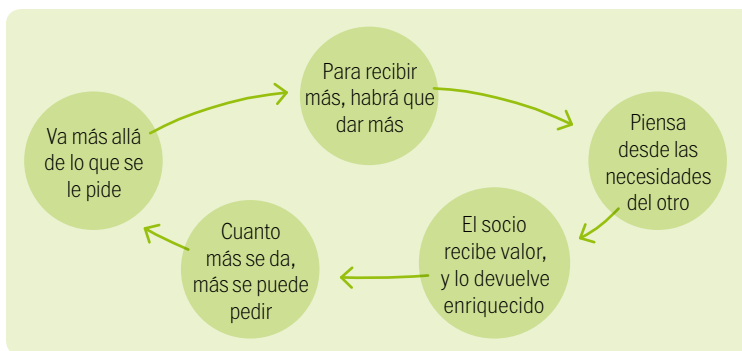 Para recibir
más, habrá que
dar más
Piensa
desde las
necesidades
del otro
El socio
recibe valor,
y lo devuelve
enriquecido
Cuanto
más se da,
más se puede
pedir
Va más allá
de lo que se
le pide